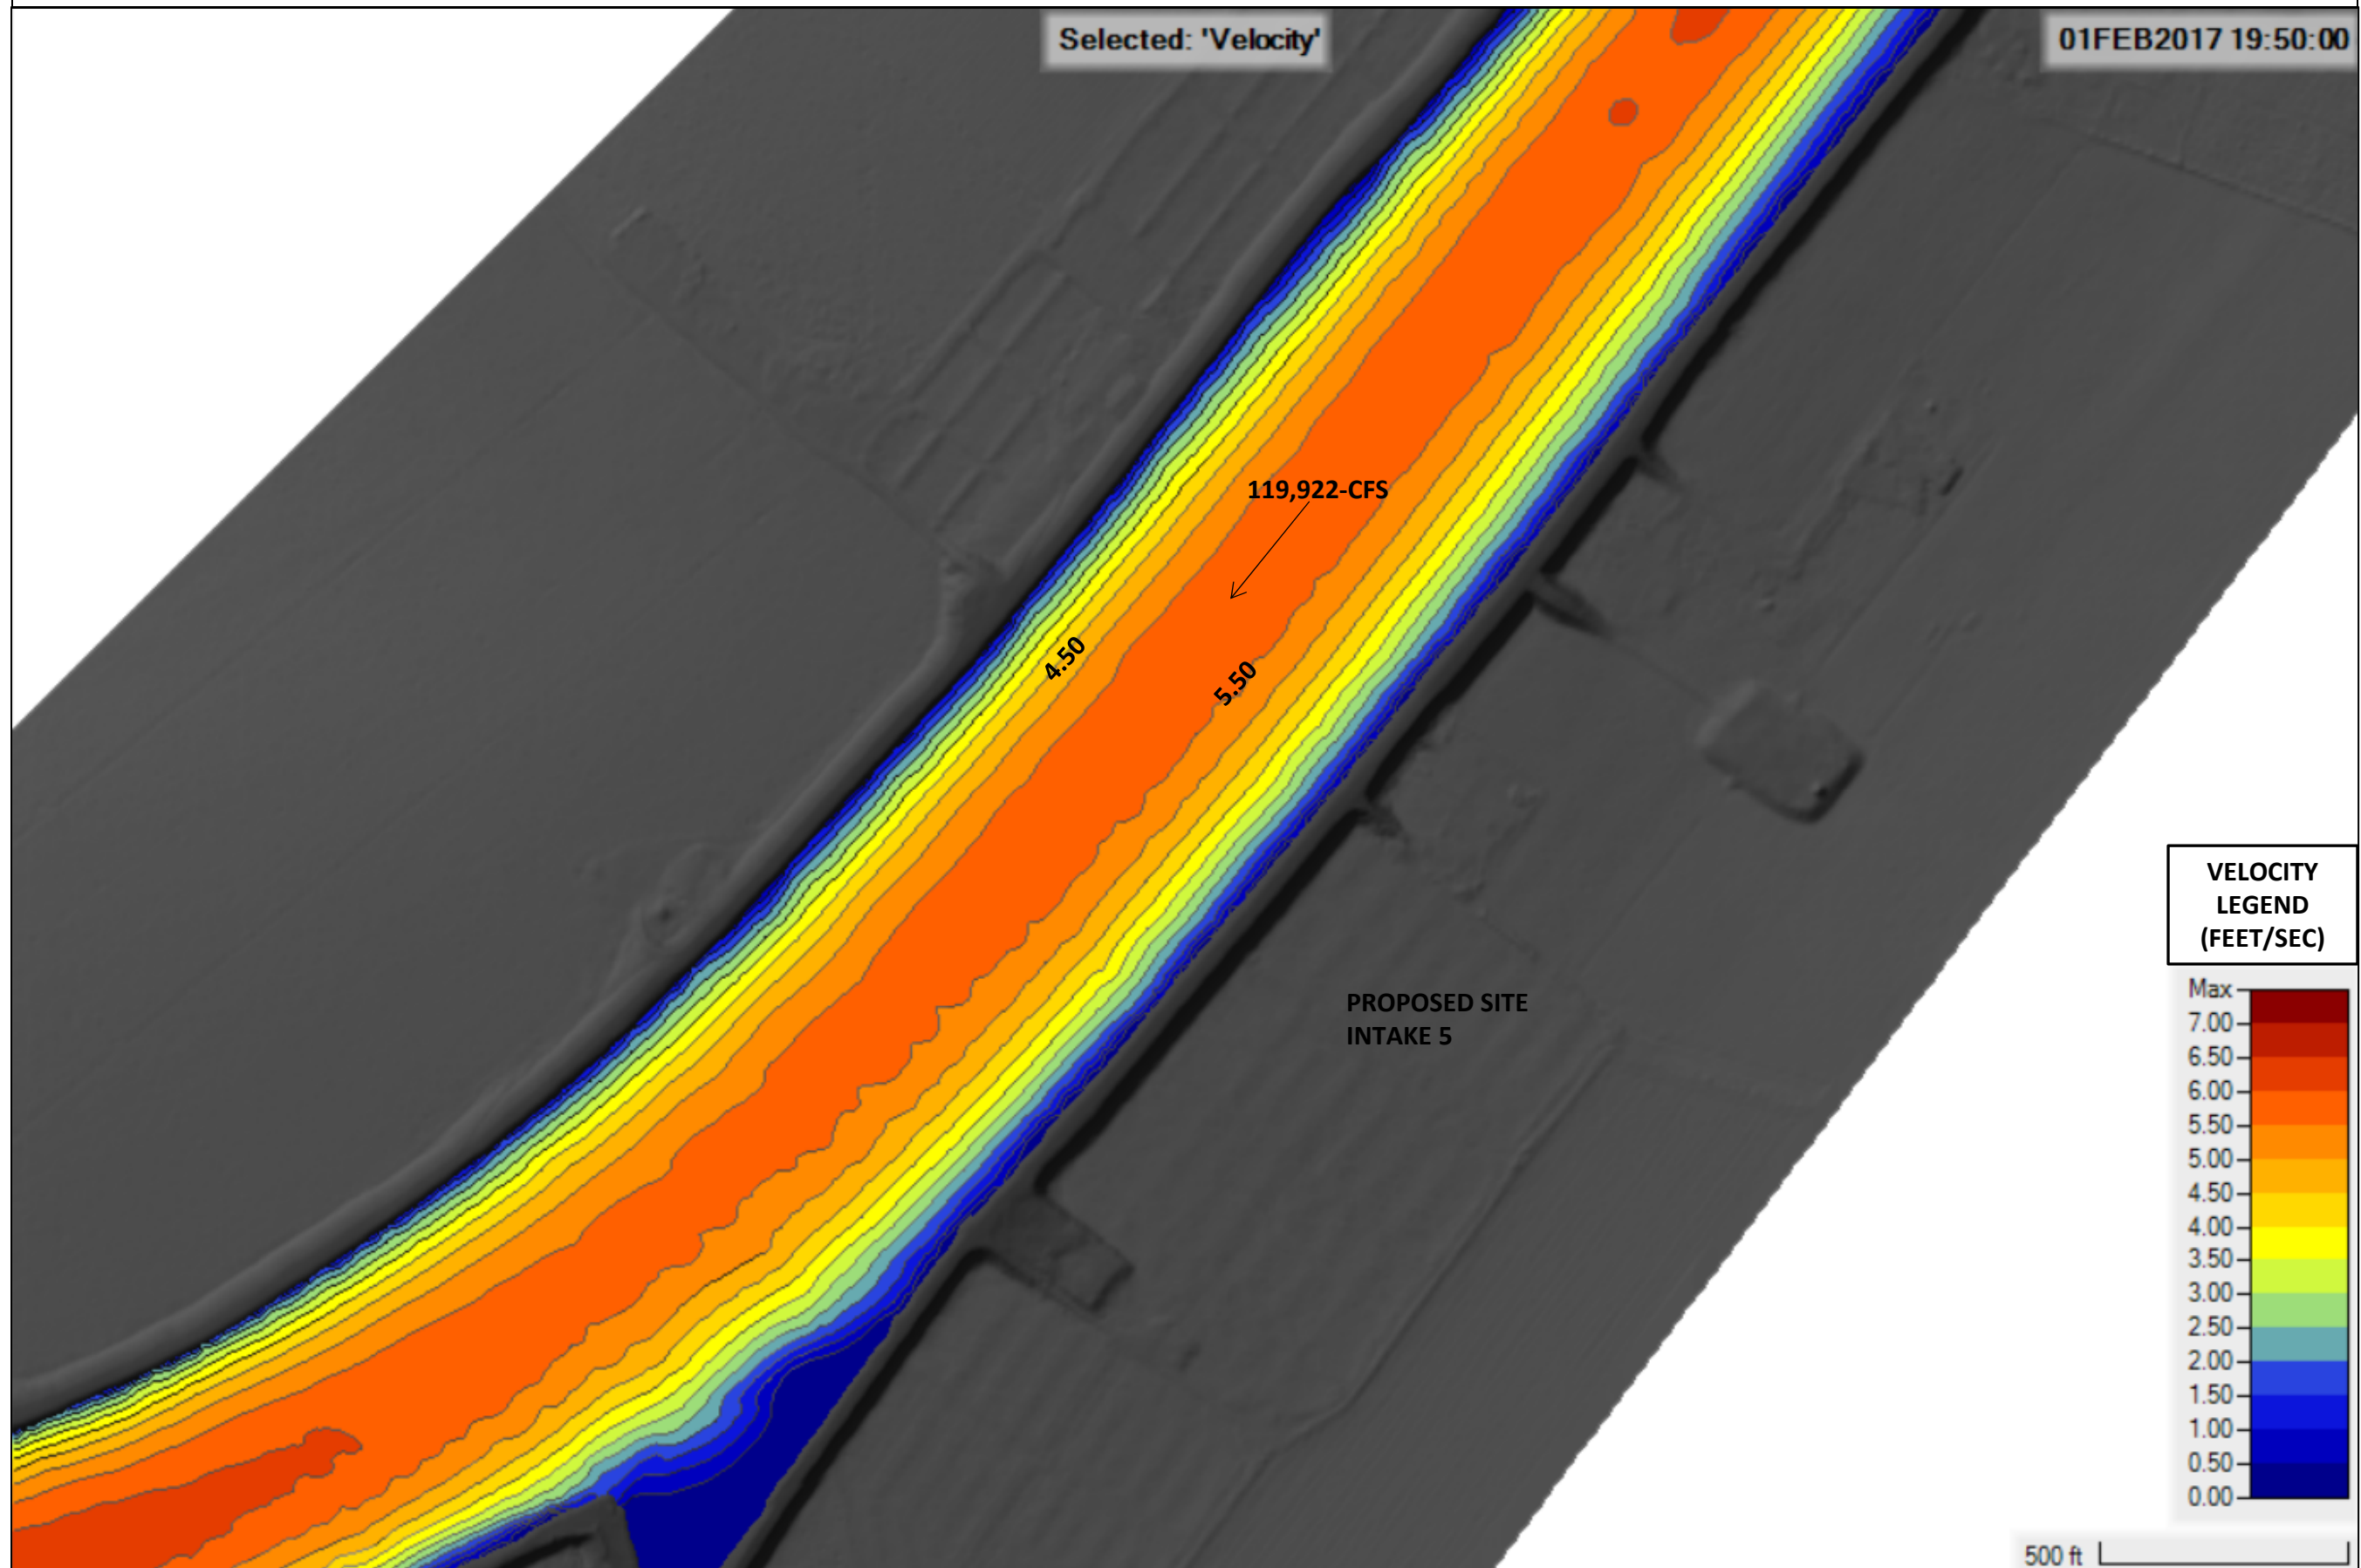 Selected: 'Velocity'
01FEB2017 19:50:00
119,922-CFS
4.50
5.50
PROPOSED SITE
INTAKE 5
VELOCITY
LEGEND
(FEET/SEC)
Max
7.00
6.50
6.00
5.50
5.00
4.50
4.00
3.50
3.00
2.50
2.00
1.50
1.00
0.50
0.00
500 ft